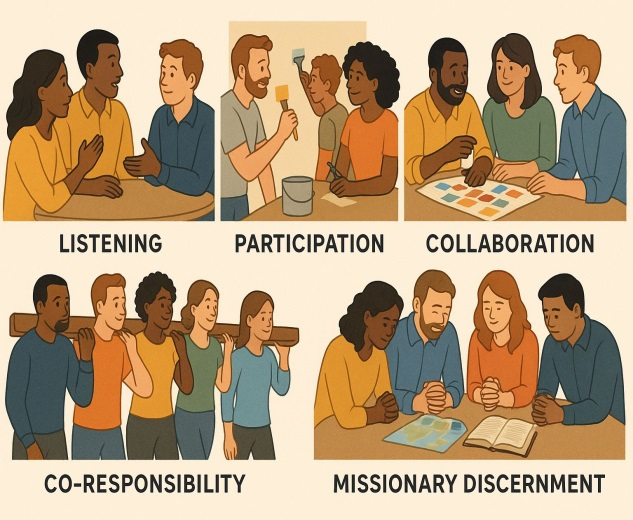 LISTENING
PARTICIPATION
COLLABORATION
CO-RESPONSIBILITY
MISSIONARY DISCERNMENT